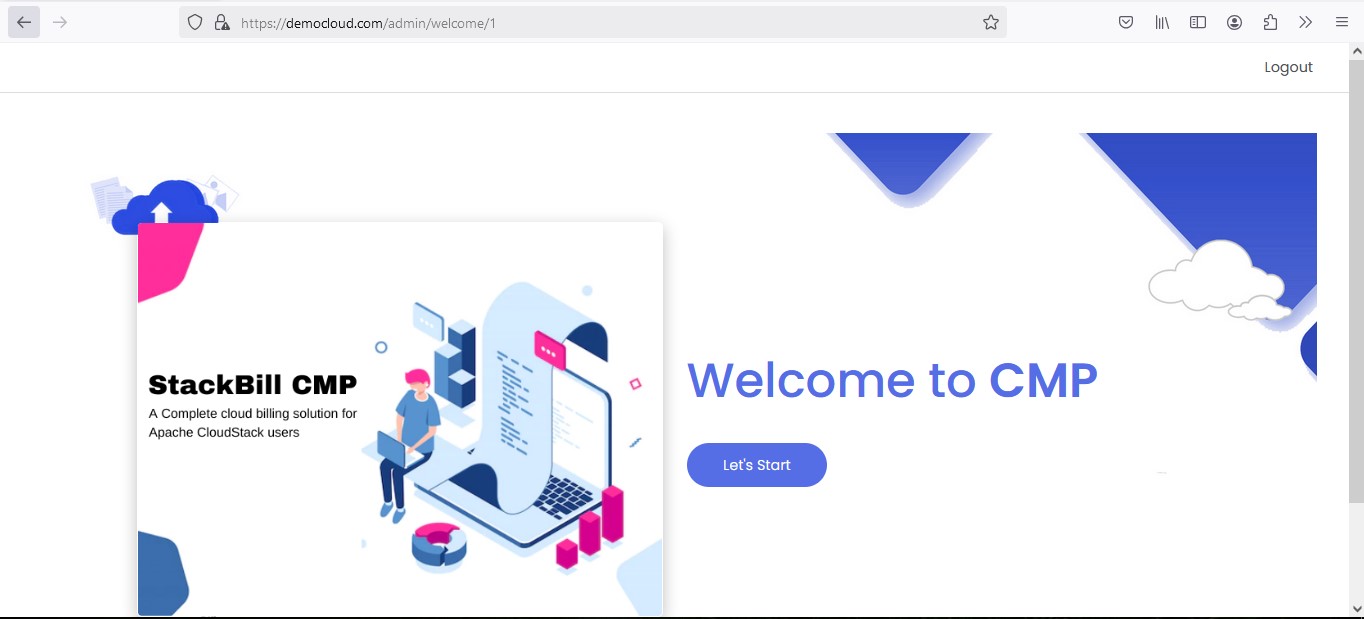 https://democloud.com/admin/welcome/1
Logout
StackBill CMP
A Complete cloud billing solution for
Apache CloudStack users
Welcome to CMP
Let's Start